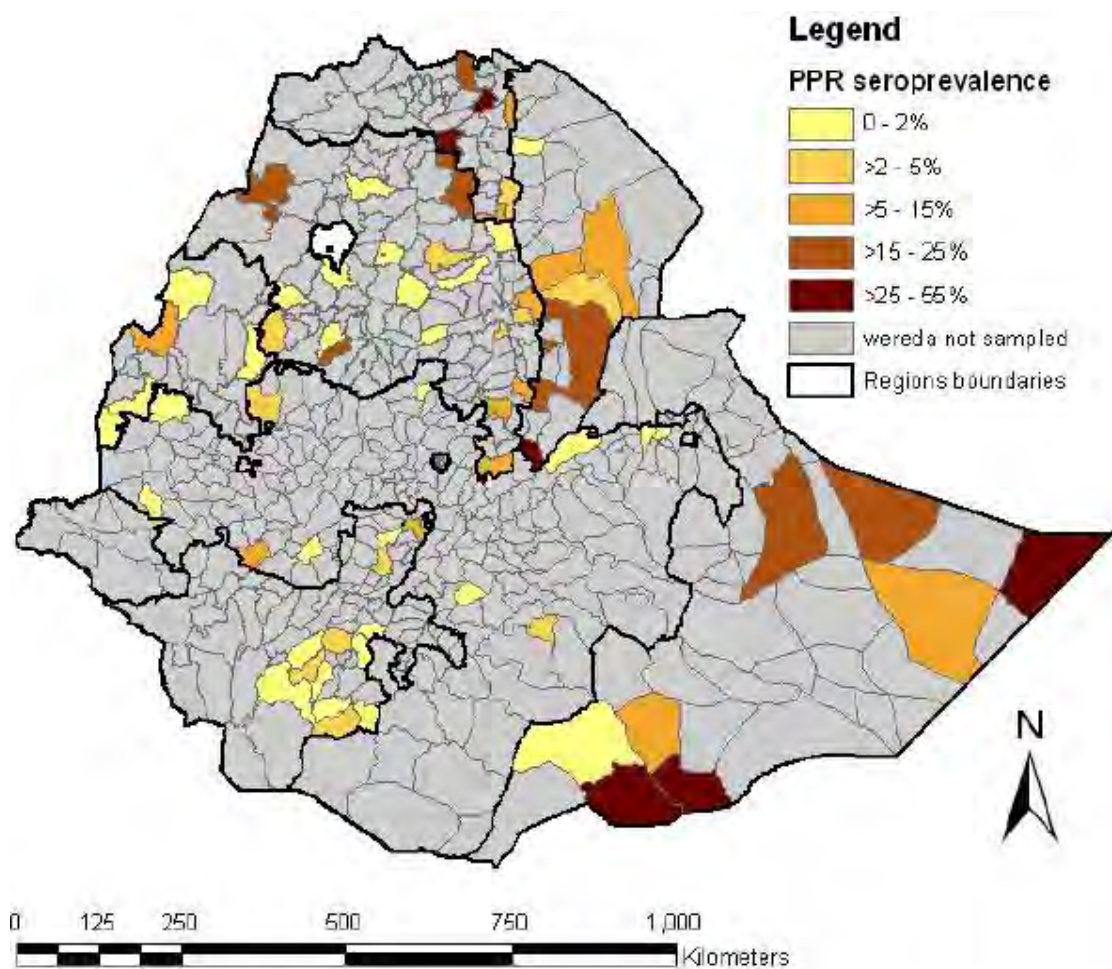 Legend
PPR seroprevalence
0 - 2%
>2 - 5%
>5 - 15%
>15 - 25%
>25 - 55%
wereda not sampled
Regions boundaries
N
0 125 250 500 750 1,000
Kilometers